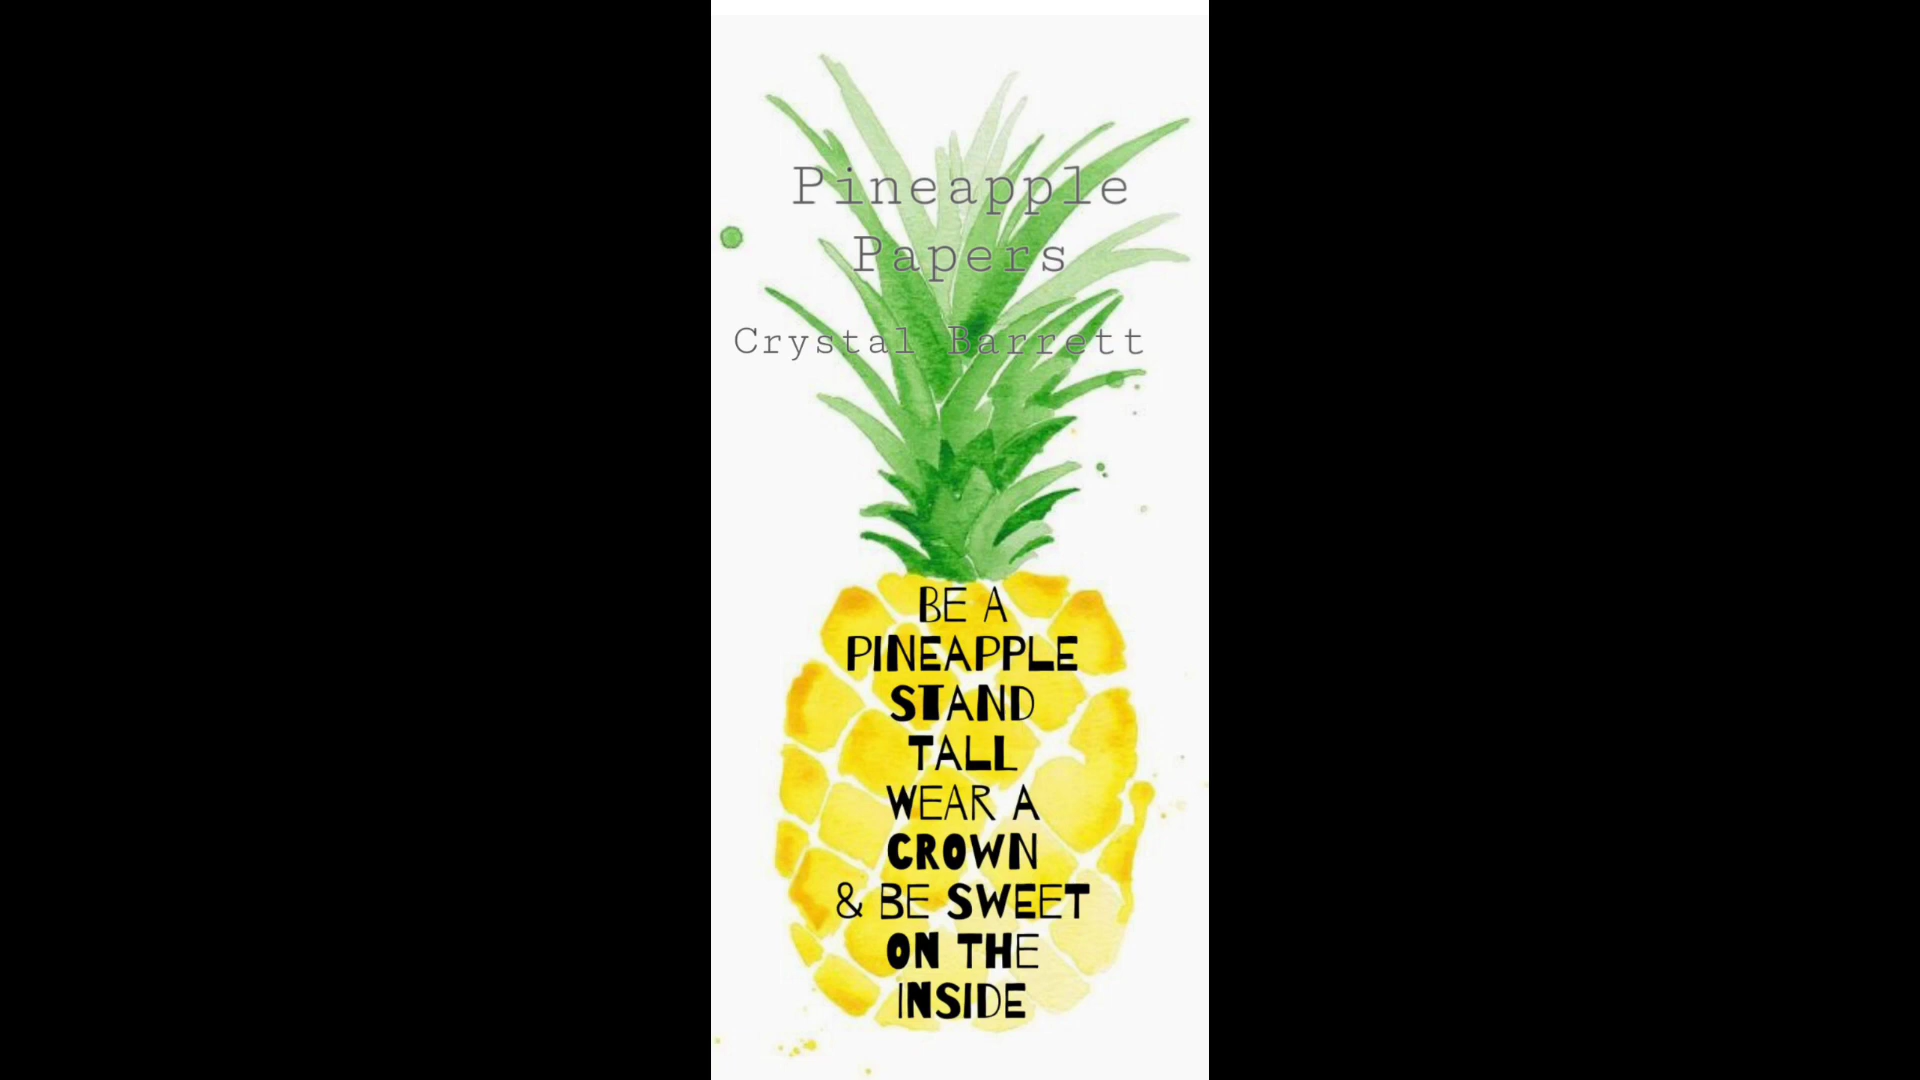 Pineapple
Papers
Crystal Barrett
BE A
PINEAPPLE
STAND
TALL
WEAR A
CROWN
& BE SWEET
ON THE
INSIDE